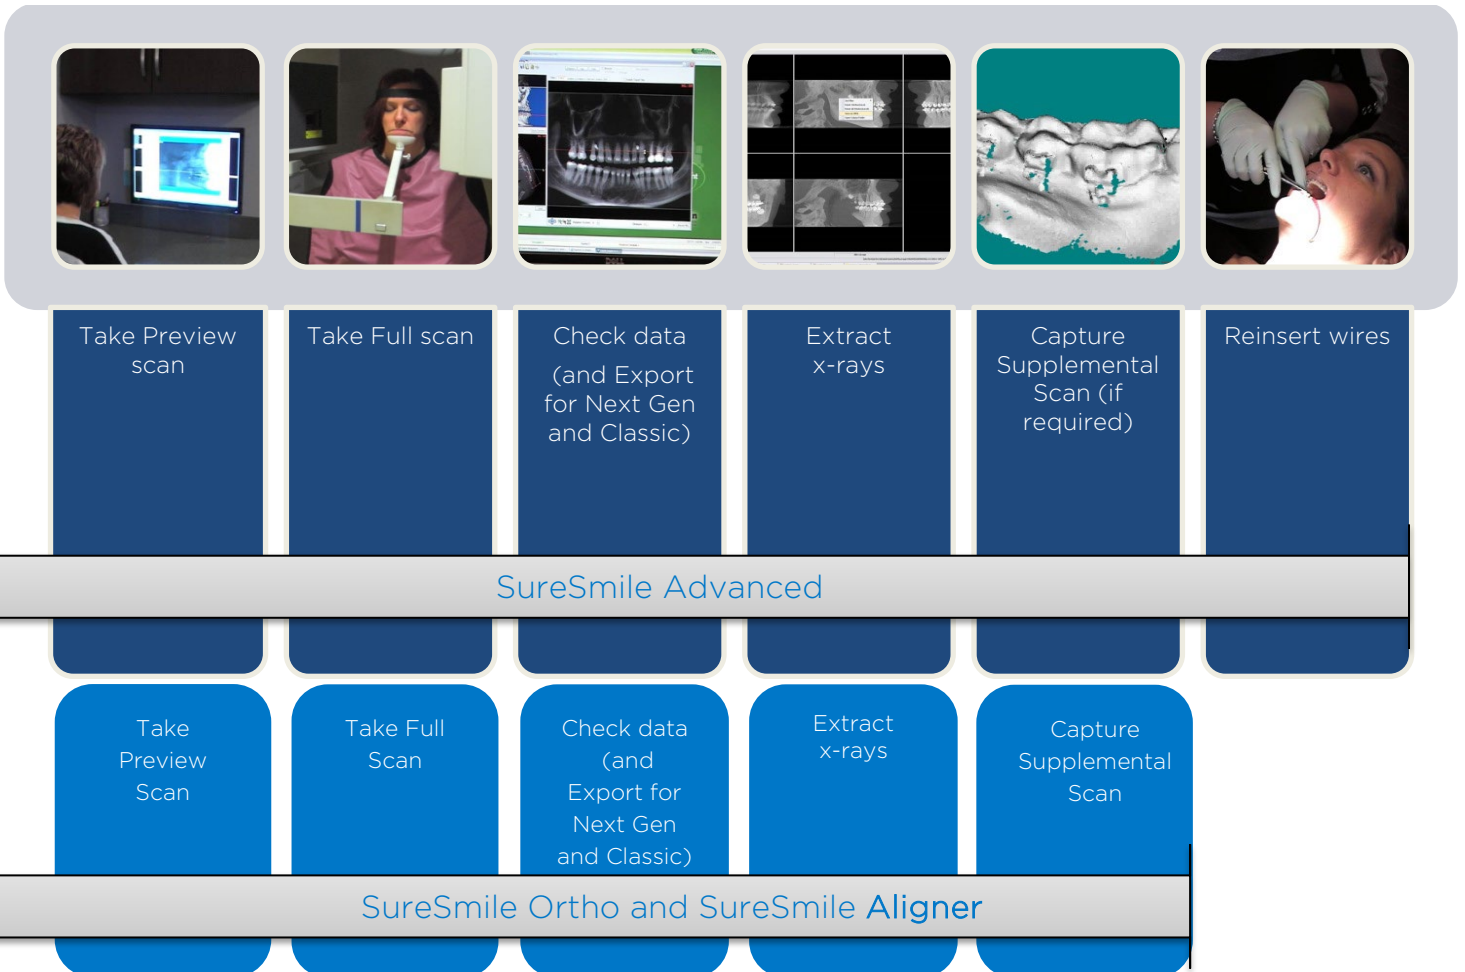 Take Preview
scan
Take Full scan
Check data
(and Export
for Next Gen
and Classic)
Extract
x-rays
Capture
Supplemental
Scan (if
required)
Reinsert wires
SureSmile Advanced
Take
Preview
Scan
Take Full
Scan
Check data
(and
Export for
Next Gen
and Classic)
Extract
x-rays
Capture
Supplemental
Scan
SureSmile Ortho and SureSmile Aligner